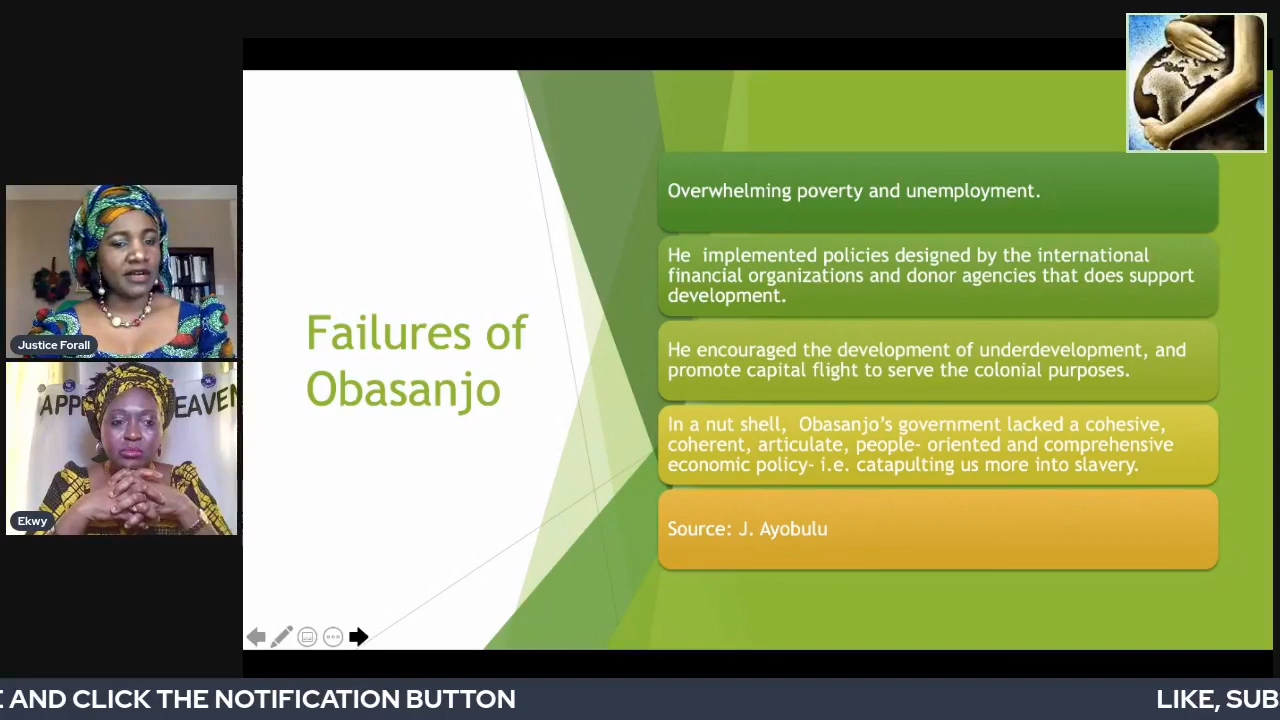 Failures of
Obasanjo
Overwhelming poverty and unemployment.
He implemented policies designed by the international
financial organizations and donor agencies that does support
development.
He encouraged the development of underdevelopment, and
promote capital flight to serve the colonial purposes.
In a nut shell, Obasanjo's government lacked a cohesive,
coherent, articulate, people- oriented and comprehensive
economic policy- i.e. catapulting us more into slavery.
Source: J. Ayobulu
Justice Forall
APP EAVEN
Ekwy
AND CLICK THE NOTIFICATION BUTTON
LIKE, SUB